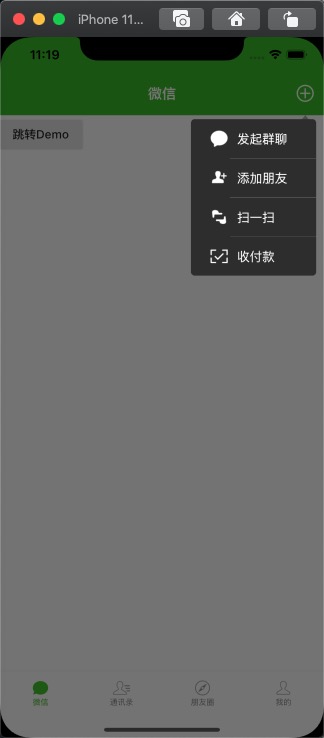 iPhone 11...
11:19
微信
跳转Demo
发起群聊
添加朋友
扫一扫
收付款
微信
通讯录
朋友圈
我的